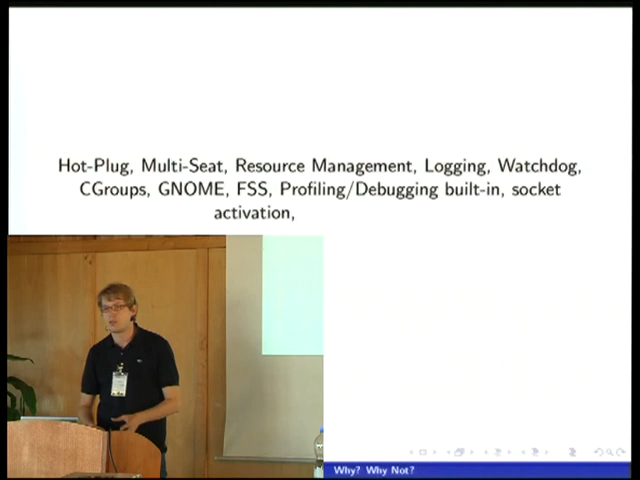 Hot-Plug, Multi-Seat, Resource Management, Logging, Watchdog,
CGroups, GNOME, FSS, Profiling/Debugging built-in, socket
activation,
Why? Why Not?